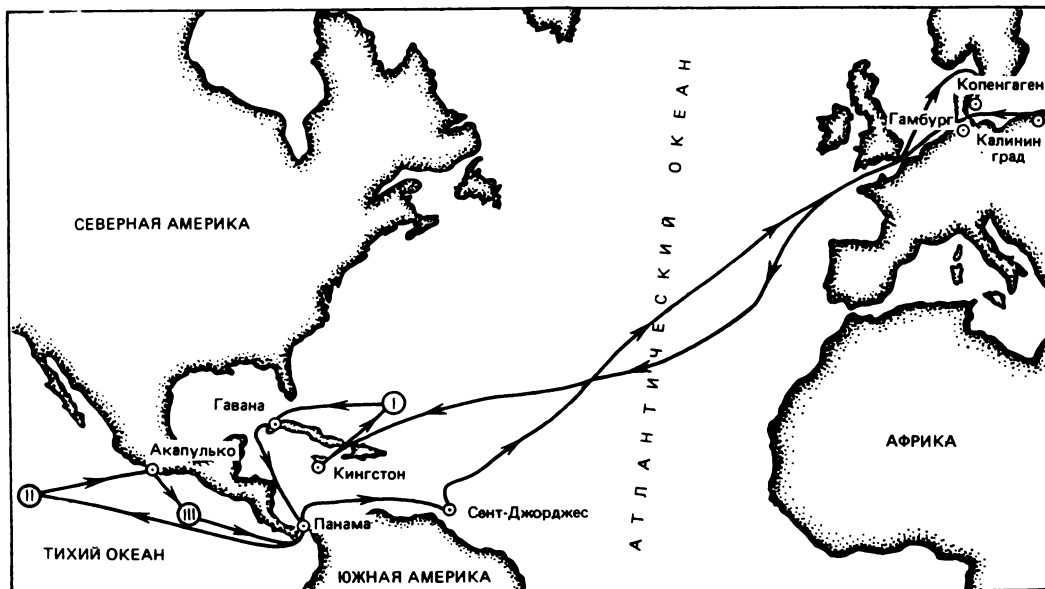 Копенгаген
Гамбург
Калинин
град
СЕВЕРНАЯ АМЕРИКА
АТЛАНТИЧЕСКИЙ ОКЕАН
Гавана
I
Акапулько
Кингстон
АФРИКА
II
III
Панама
Сент-Джорджес
ТИХИЙ ОКЕАН
ЮЖНАЯ АМЕРИКА